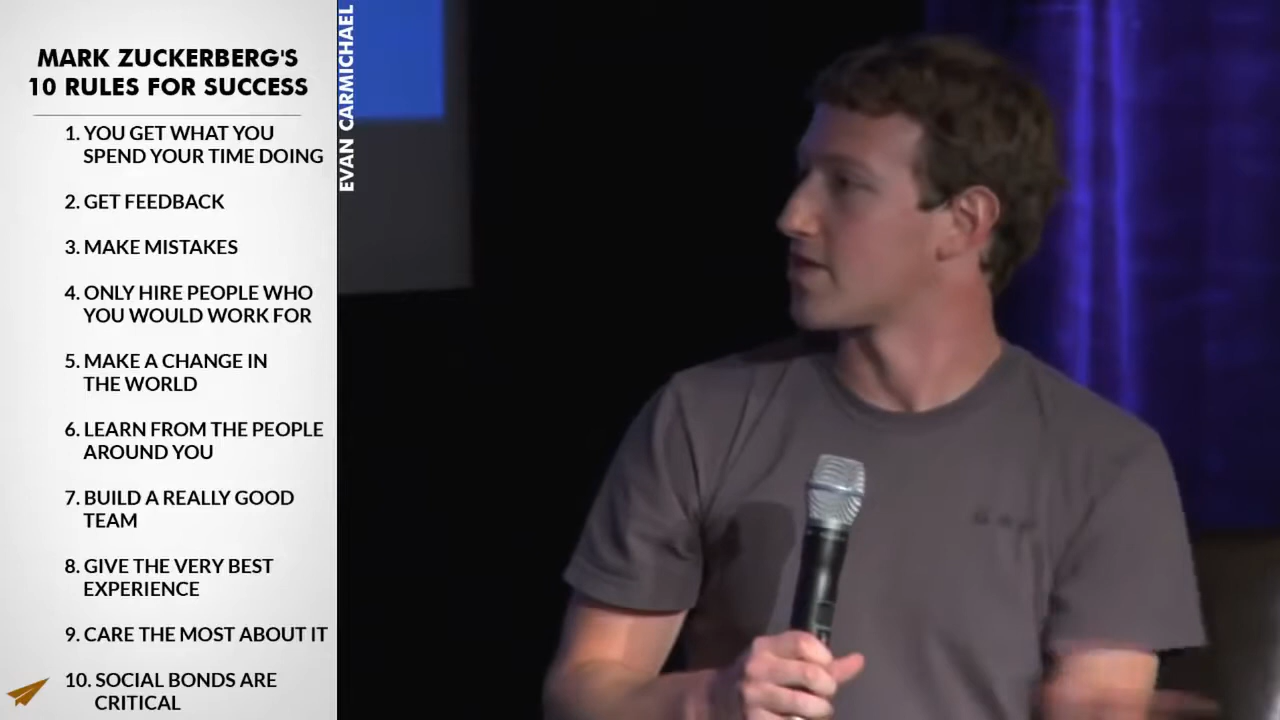 MARK ZUCKERBERG'S
10 RULES FOR SUCCESS
1. YOU GET WHAT YOU
SPEND YOUR TIME DOING
2. GET FEEDBACK
3. MAKE MISTAKES
4. ONLY HIRE PEOPLE WHO
YOU WOULD WORK FOR
5. MAKE A CHANGE IN
THE WORLD
6. LEARN FROM THE PEOPLE
AROUND YOU
7. BUILD A REALLY GOOD
TEAM
8. GIVE THE VERY BEST
EXPERIENCE
9. CARE THE MOST ABOUT IT
10. SOCIAL BONDS ARE
CRITICAL
EVAN CARMICHAEL